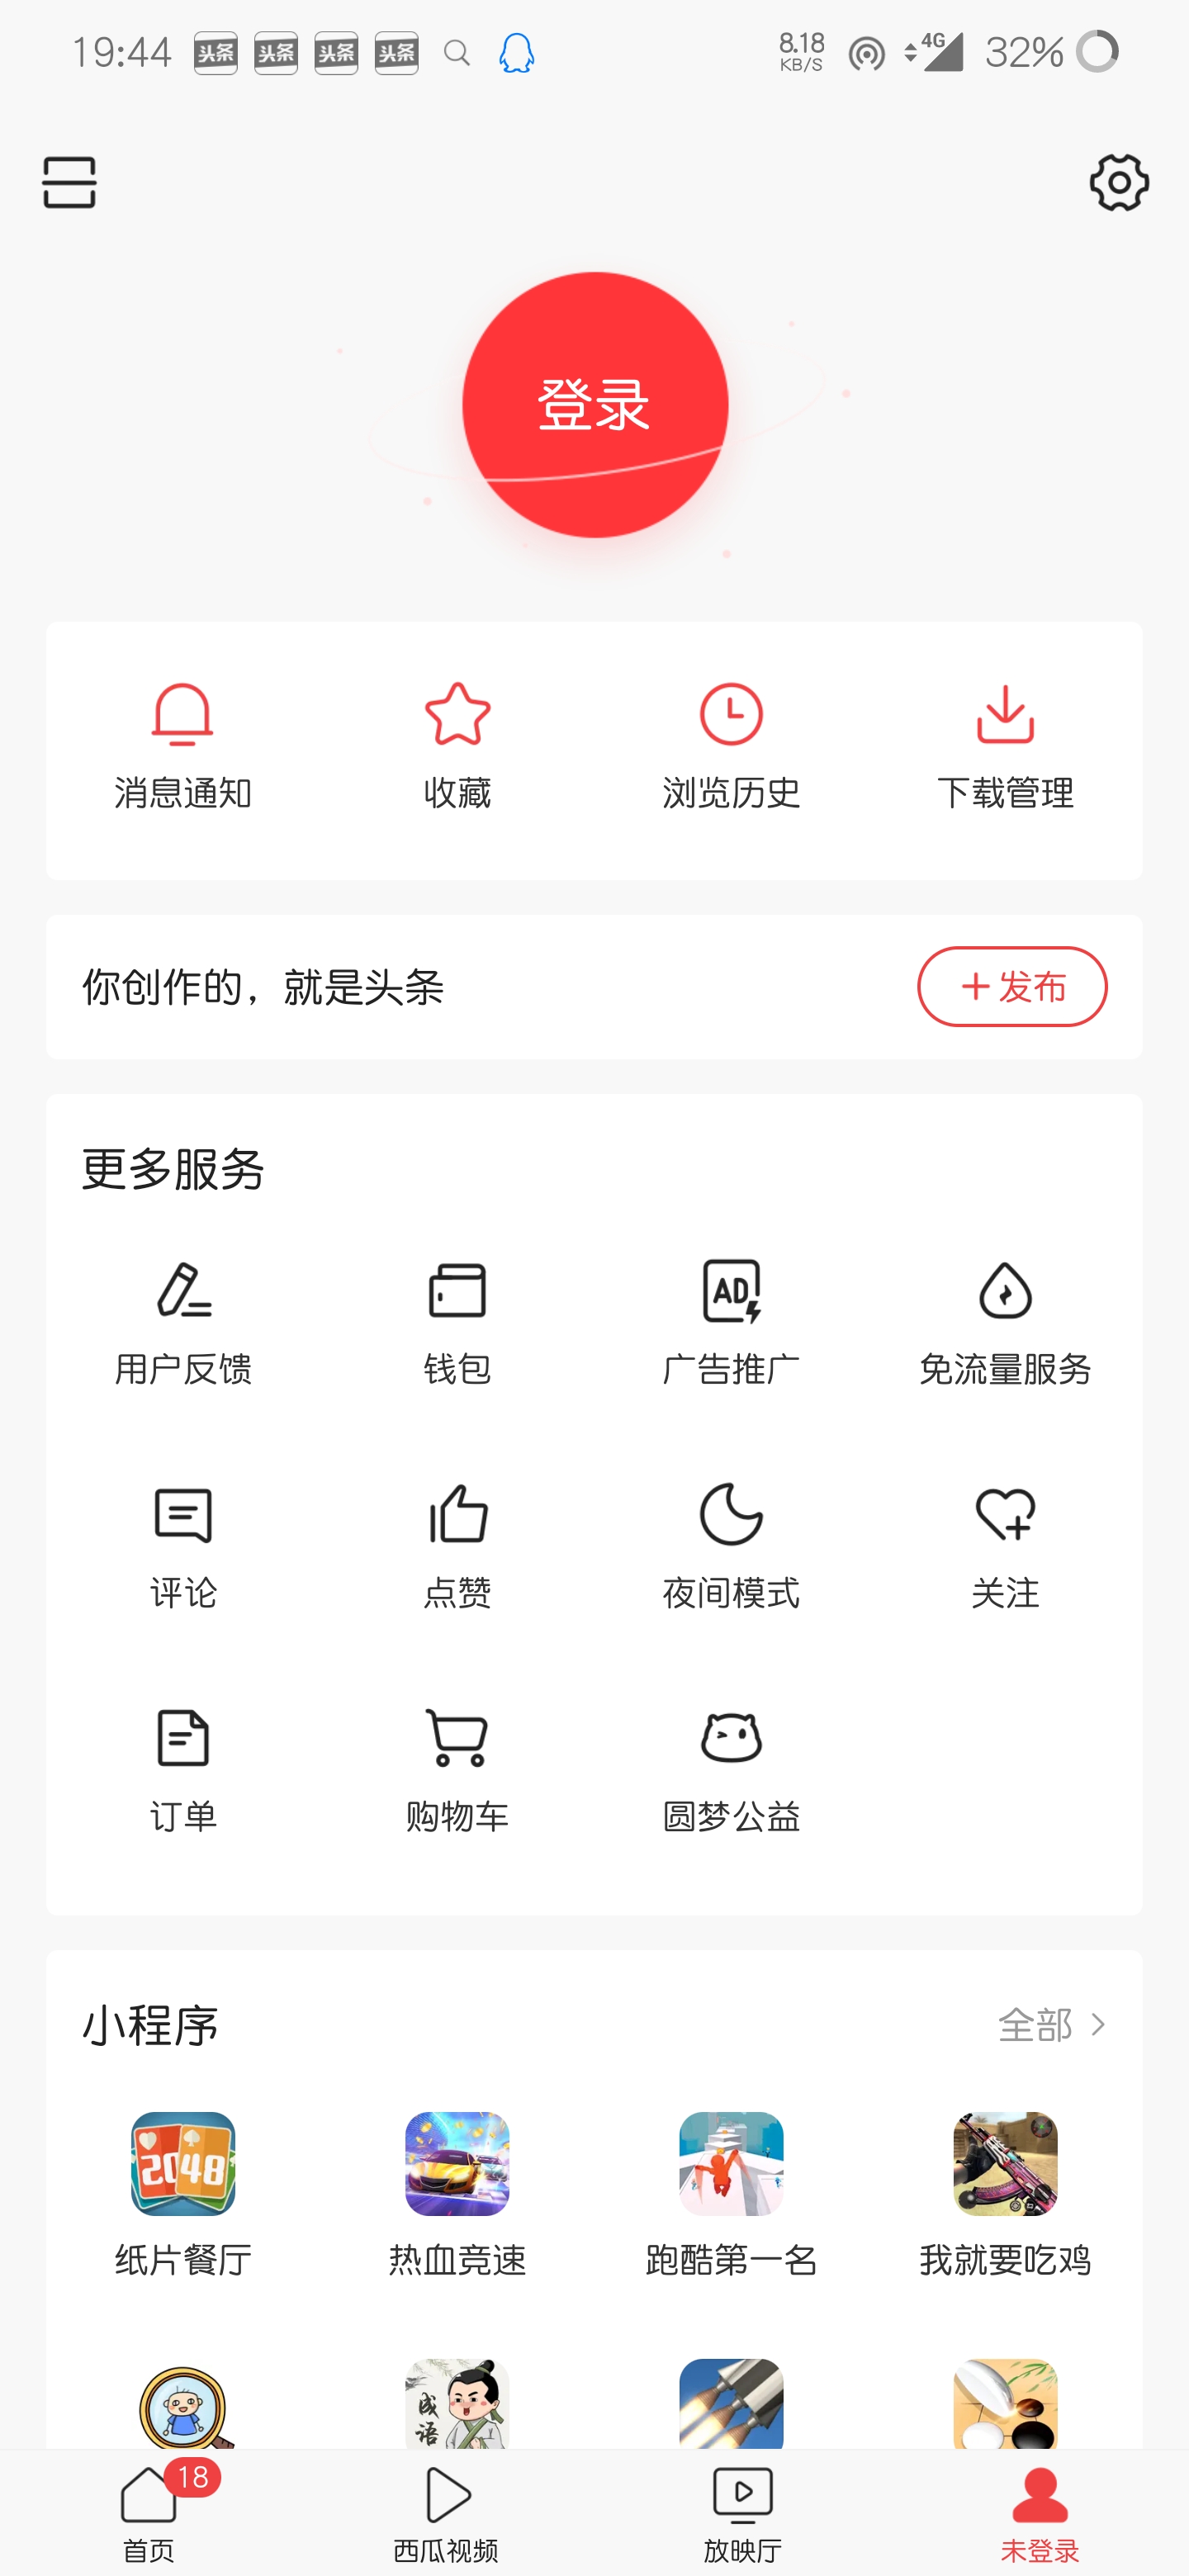 19:44 头条 头条 头条 头条 8.18 KB/S 4G 32%
登录
消息通知 收藏 浏览历史 下载管理
你创作的，就是头条 +发布
更多服务
AD
用户反馈 钱包 广告推广 免流量服务
评论 点赞 夜间模式 关注
订单 购物车 圆梦公益
小程序 全部 >
2048
纸片餐厅 热血竞速 跑酷第一名 我就要吃鸡
成语
18
首页 西瓜视频 放映厅 未登录